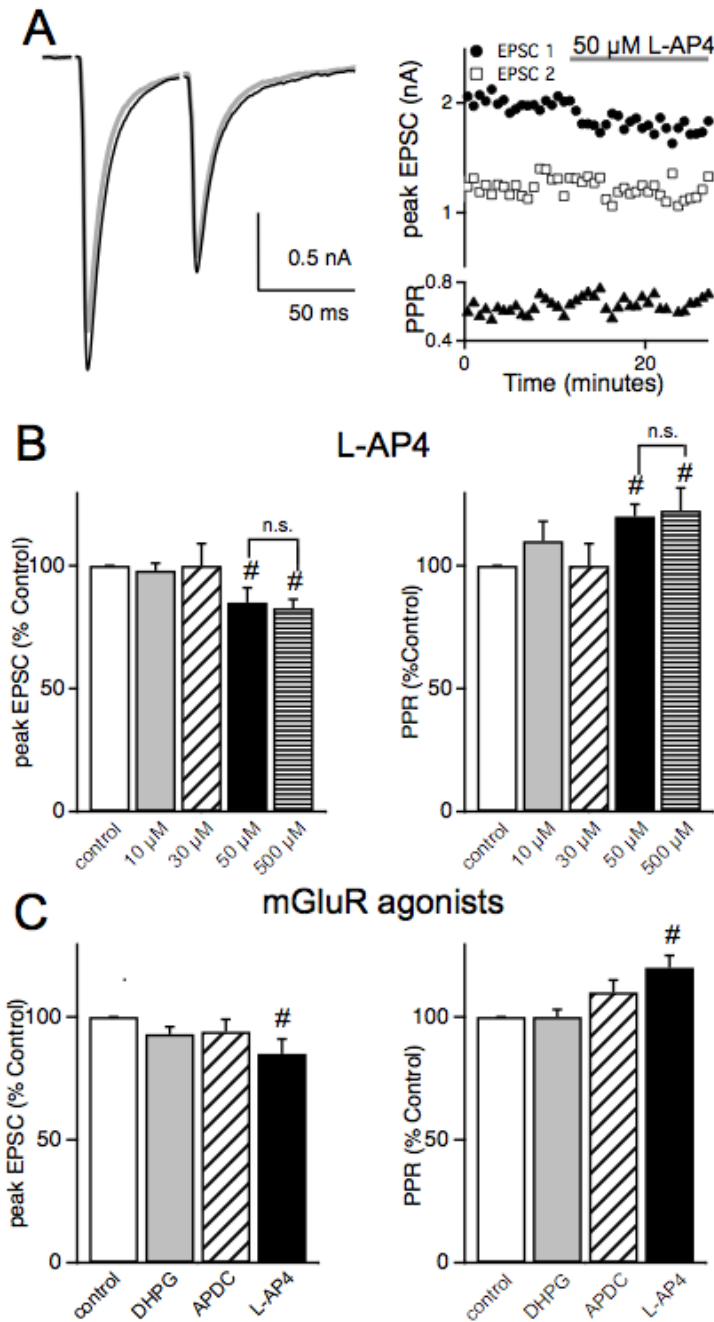 A
0.5 nA
50 ms
EPSC 1
EPSC 2
50 µM L-AP4
peak EPSC (nA)
2
1
PPR
0.8
0.4
0
20
Time (minutes)
B
L-AP4
peak EPSC (% Control)
100
50
0
n.s.
#
#
control
10 µM
30 µM
50 µM
500 µM
PPR (%Control)
100
50
0
n.s.
#
#
control
10 µM
30 µM
50 µM
500 µM
C
mGluR agonists
peak EPSC (% Control)
100
50
0
#
control
DHPG
APDC
L-AP4
PPR (% Control)
100
50
0
#
control
DHPG
APDC
L-AP4